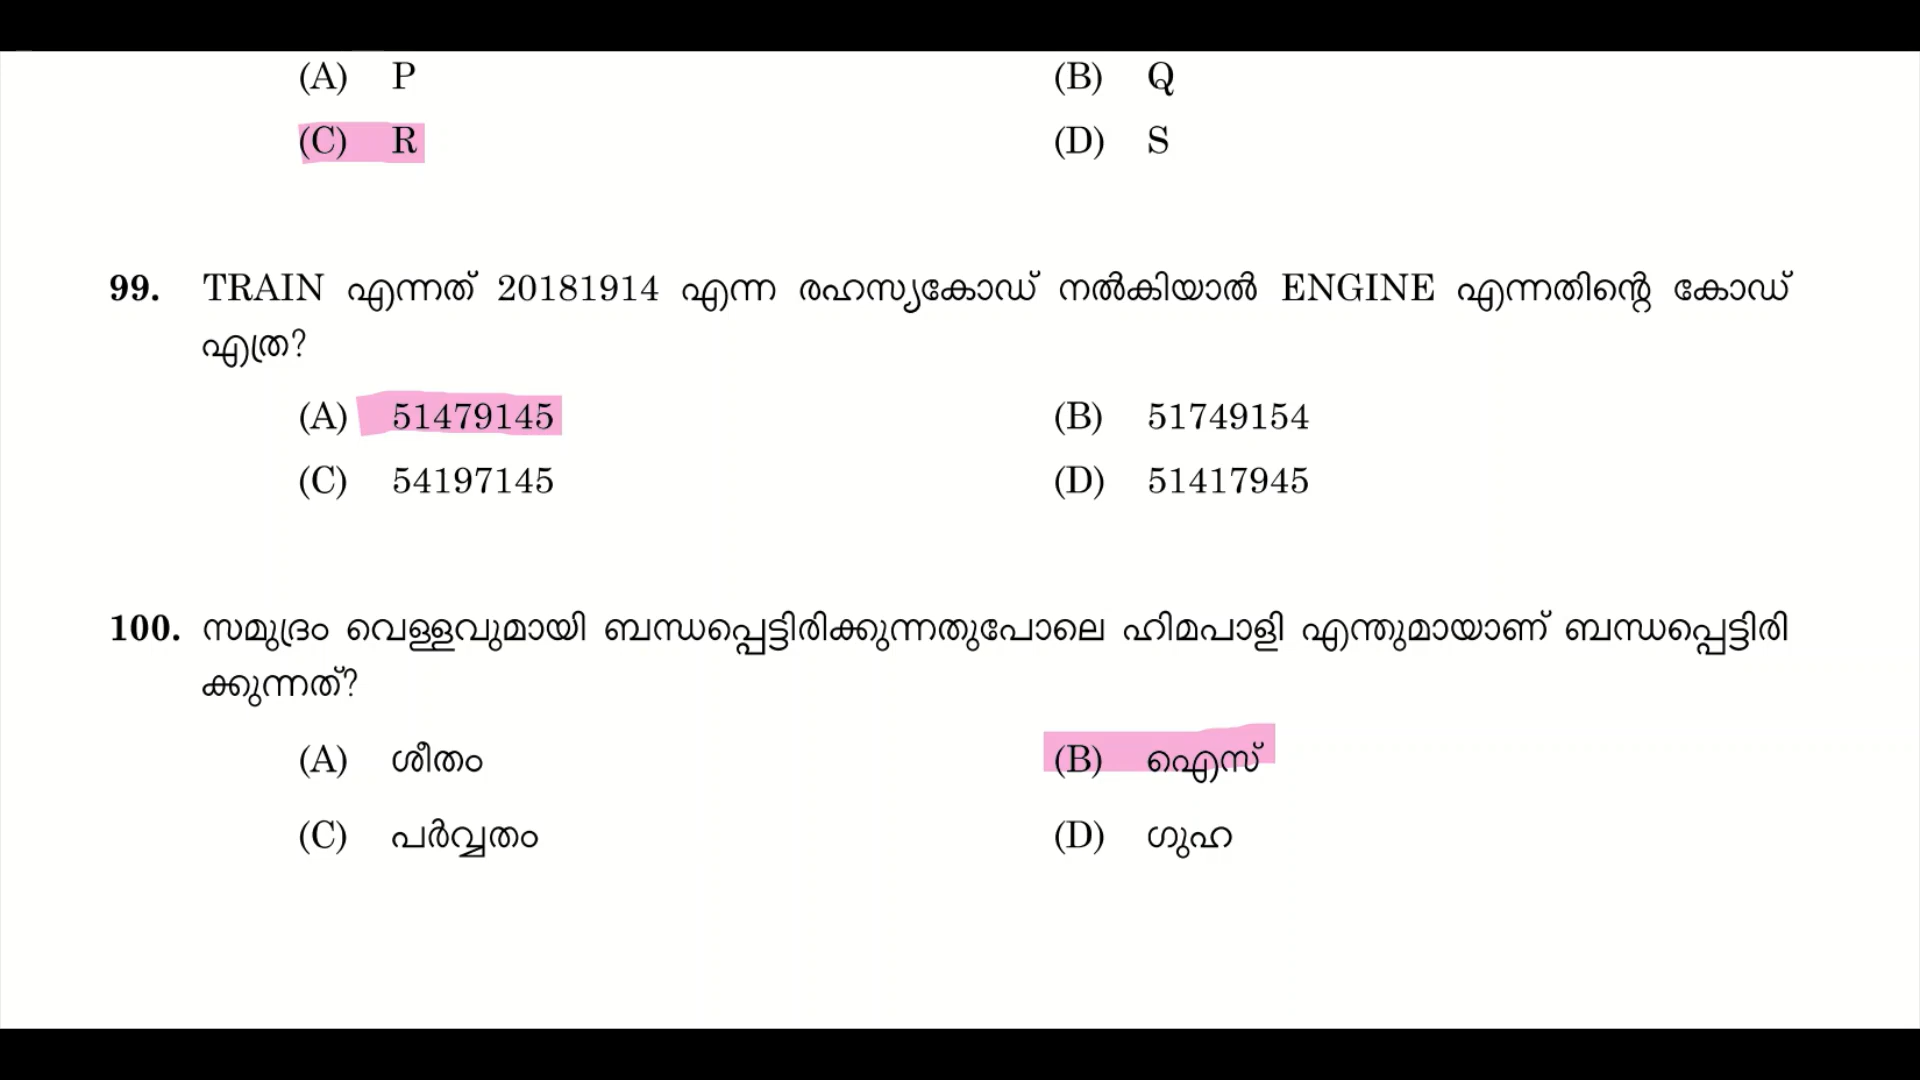 (A) P (B) Q
(C) R (D) S
99. TRAIN എന്നത് 20181914 എന്ന രഹസ്യകോഡ് നൽകിയാൽ ENGINE എന്നതിന്റെ കോഡ്
എത്ര?
(A) 51479145 (B) 51749154
(C) 54197145 (D) 51417945
100. സമുദ്രം വെള്ളവുമായി ബന്ധപ്പെട്ടിരിക്കുന്നതുപോലെ ഹിമപാളി എന്തുമായാണ് ബന്ധപ്പെട്ടിരി
ക്കുന്നത്?
(A) ശീതം (B) ഐസ്
(C) പർവ്വതം (D) ഗുഹ